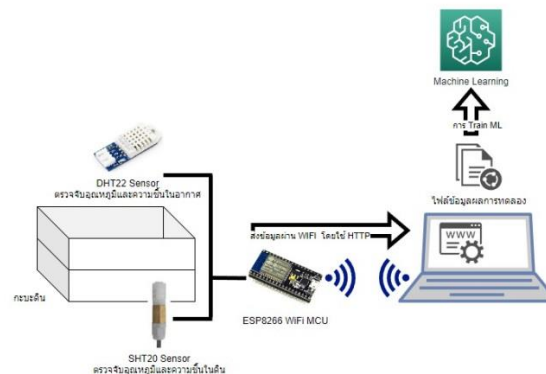 Machine Learning
การ Train ML
ไฟล์ข้อมูลผลการทดลอง
DHT22 Sensor
ตรวจจับอุณหภูมิและความชื้นในอากาศ
WWW
ส่งข้อมูลผ่าน WIFI โดยใช้ HTTP
กะบะดิน
ESP8266 WiFi MCU
SHT20 Sensor
ตรวจจับอุณหภูมิและความชื้นในดิน